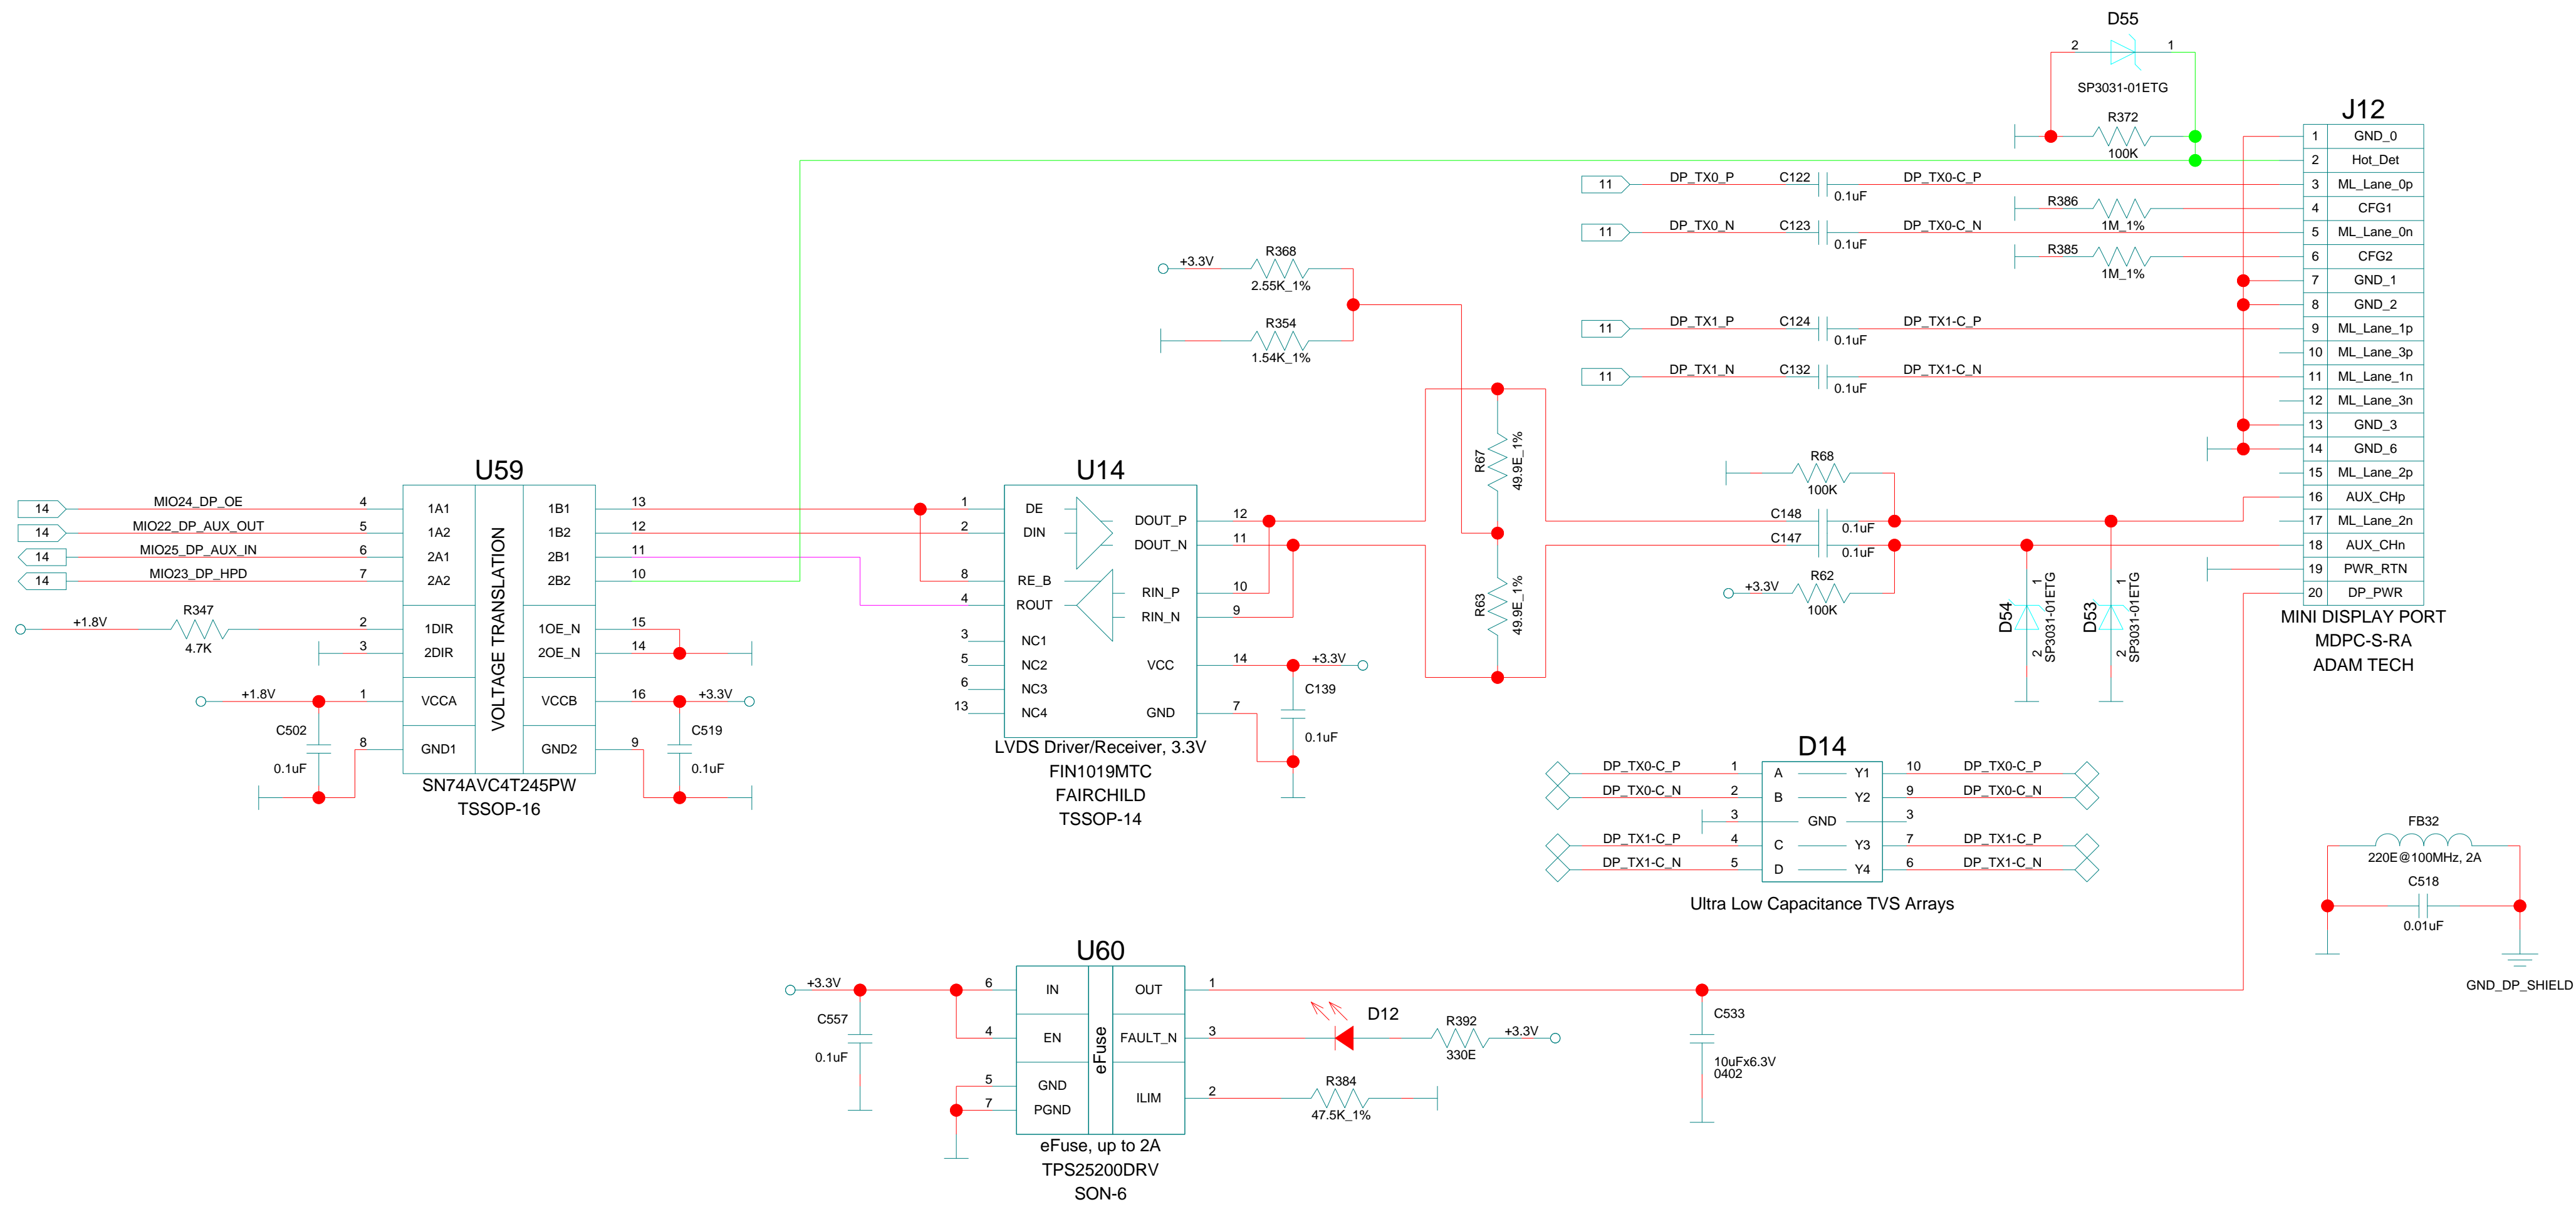 D55
2
1
SP3031-01ETG
R372
100K
J12
1 GND_0
2 Hot_Det
3 ML_Lane_0p
4 CFG1
5 ML_Lane_0n
6 CFG2
7 GND_1
8 GND_2
9 ML_Lane_1p
10 ML_Lane_3p
11 ML_Lane_1n
12 ML_Lane_3n
13 GND_3
14 GND_6
15 ML_Lane_2p
16 AUX_CHp
17 ML_Lane_2n
18 AUX_CHn
19 PWR_RTN
20 DP_PWR
MINI DISPLAY PORT
MDPC-S-RA
ADAM TECH
11 DP_TX0_P C122 0.1uF DP_TX0-C_P
R386 1M_1%
11 DP_TX0_N C123 0.1uF DP_TX0-C_N
R385 1M_1%
11 DP_TX1_P C124 0.1uF DP_TX1-C_P
11 DP_TX1_N C132 0.1uF DP_TX1-C_N
+3.3V R368
2.55K_1%
R354
1.54K_1%
R67 49.9E_1%
R63 49.9E_1%
R68
100K
C148 0.1uF
C147 0.1uF
+3.3V R62
100K
D54 1 2 SP3031-01ETG
D53 1 2 SP3031-01ETG
U59
14 MIO24_DP_OE 4 1A1 1B1 13
14 MIO22_DP_AUX_OUT 5 1A2 1B2 12
14 MIO25_DP_AUX_IN 6 2A1 2B1 11
14 MIO23_DP_HPD 7 2A2 2B2 10
+1.8V R347 4.7K 2 1DIR 1OE_N 15
3 2DIR 2OE_N 14
+1.8V 1 VCCA VCCB 16 +3.3V
C502 0.1uF
8 GND1 GND2 9
C519 0.1uF
VOLTAGE TRANSLATION
SN74AVC4T245PW
TSSOP-16
U14
1 DE
2 DIN
DOUT_P 12
DOUT_N 11
8 RE_B
4 ROUT
RIN_P 10
RIN_N 9
3 NC1
5 NC2
6 NC3
13 NC4
VCC 14 +3.3V
GND 7
C139
0.1uF
LVDS Driver/Receiver, 3.3V
FIN1019MTC
FAIRCHILD
TSSOP-14
D14
DP_TX0-C_P 1 A Y1 10 DP_TX0-C_P
DP_TX0-C_N 2 B Y2 9 DP_TX0-C_N
3 GND 3
DP_TX1-C_P 4 C Y3 7 DP_TX1-C_P
DP_TX1-C_N 5 D Y4 6 DP_TX1-C_N
Ultra Low Capacitance TVS Arrays
FB32
220E@100MHz, 2A
C518
0.01uF
GND_DP_SHIELD
U60
+3.3V 6 IN OUT 1
C557
0.1uF
4 EN FAULT_N 3
5 GND
7 PGND
ILIM 2
eFuse
D12
R392
330E
+3.3V
R384
47.5K_1%
C533
10uFx6.3V
0402
eFuse, up to 2A
TPS25200DRV
SON-6